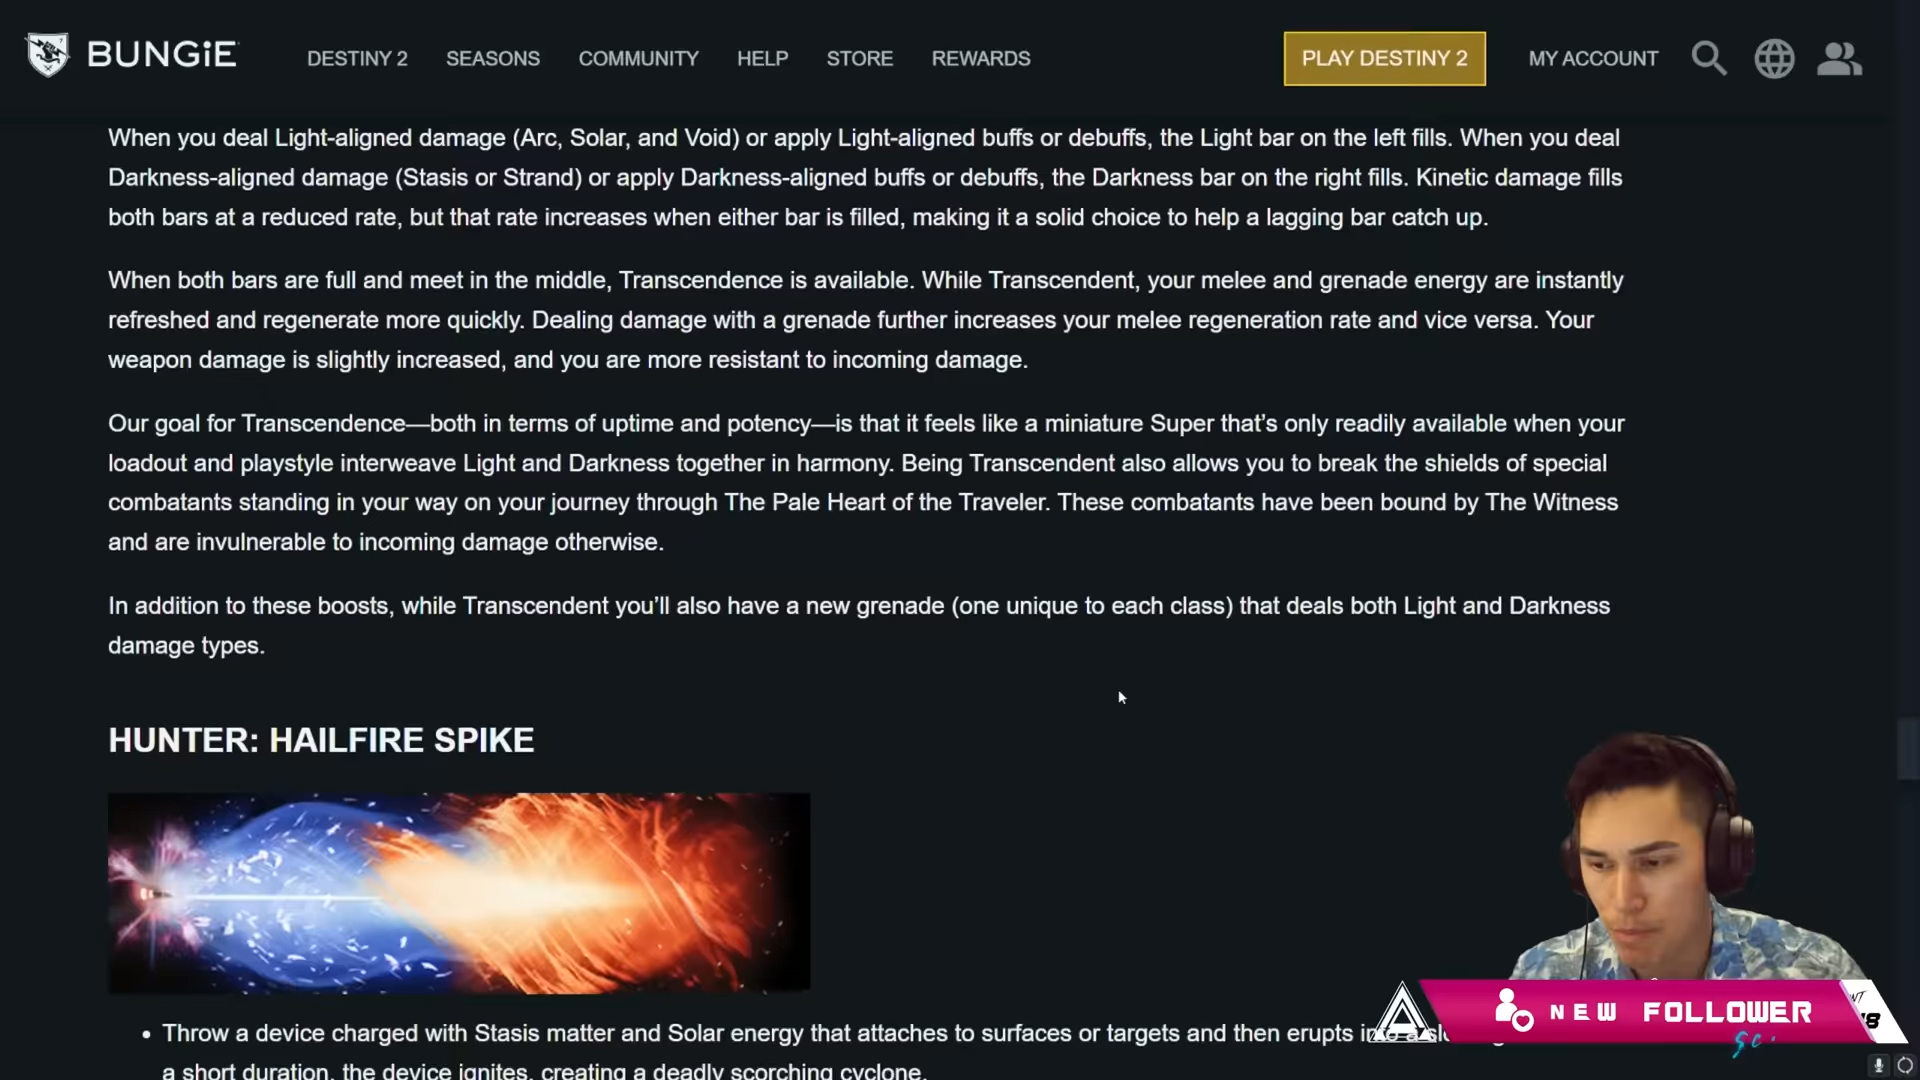 BUNGiE
DESTINY 2
SEASONS
COMMUNITY
HELP
STORE
REWARDS
PLAY DESTINY 2
MY ACCOUNT
When you deal Light-aligned damage (Arc, Solar, and Void) or apply Light-aligned buffs or debuffs, the Light bar on the left fills. When you deal
Darkness-aligned damage (Stasis or Strand) or apply Darkness-aligned buffs or debuffs, the Darkness bar on the right fills. Kinetic damage fills
both bars at a reduced rate, but that rate increases when either bar is filled, making it a solid choice to help a lagging bar catch up.
When both bars are full and meet in the middle, Transcendence is available. While Transcendent, your melee and grenade energy are instantly
refreshed and regenerate more quickly. Dealing damage with a grenade further increases your melee regeneration rate and vice versa. Your
weapon damage is slightly increased, and you are more resistant to incoming damage.
Our goal for Transcendence—both in terms of uptime and potency—is that it feels like a miniature Super that’s only readily available when your
loadout and playstyle interweave Light and Darkness together in harmony. Being Transcendent also allows you to break the shields of special
combatants standing in your way on your journey through The Pale Heart of the Traveler. These combatants have been bound by The Witness
and are invulnerable to incoming damage otherwise.
In addition to these boosts, while Transcendent you’ll also have a new grenade (one unique to each class) that deals both Light and Darkness
damage types.
HUNTER: HAILFIRE SPIKE
• Throw a device charged with Stasis matter and Solar energy that attaches to surfaces or targets and then erupts
a short duration, the device ignites, creating a deadly scorching cyclone.
NEW FOLLOWER